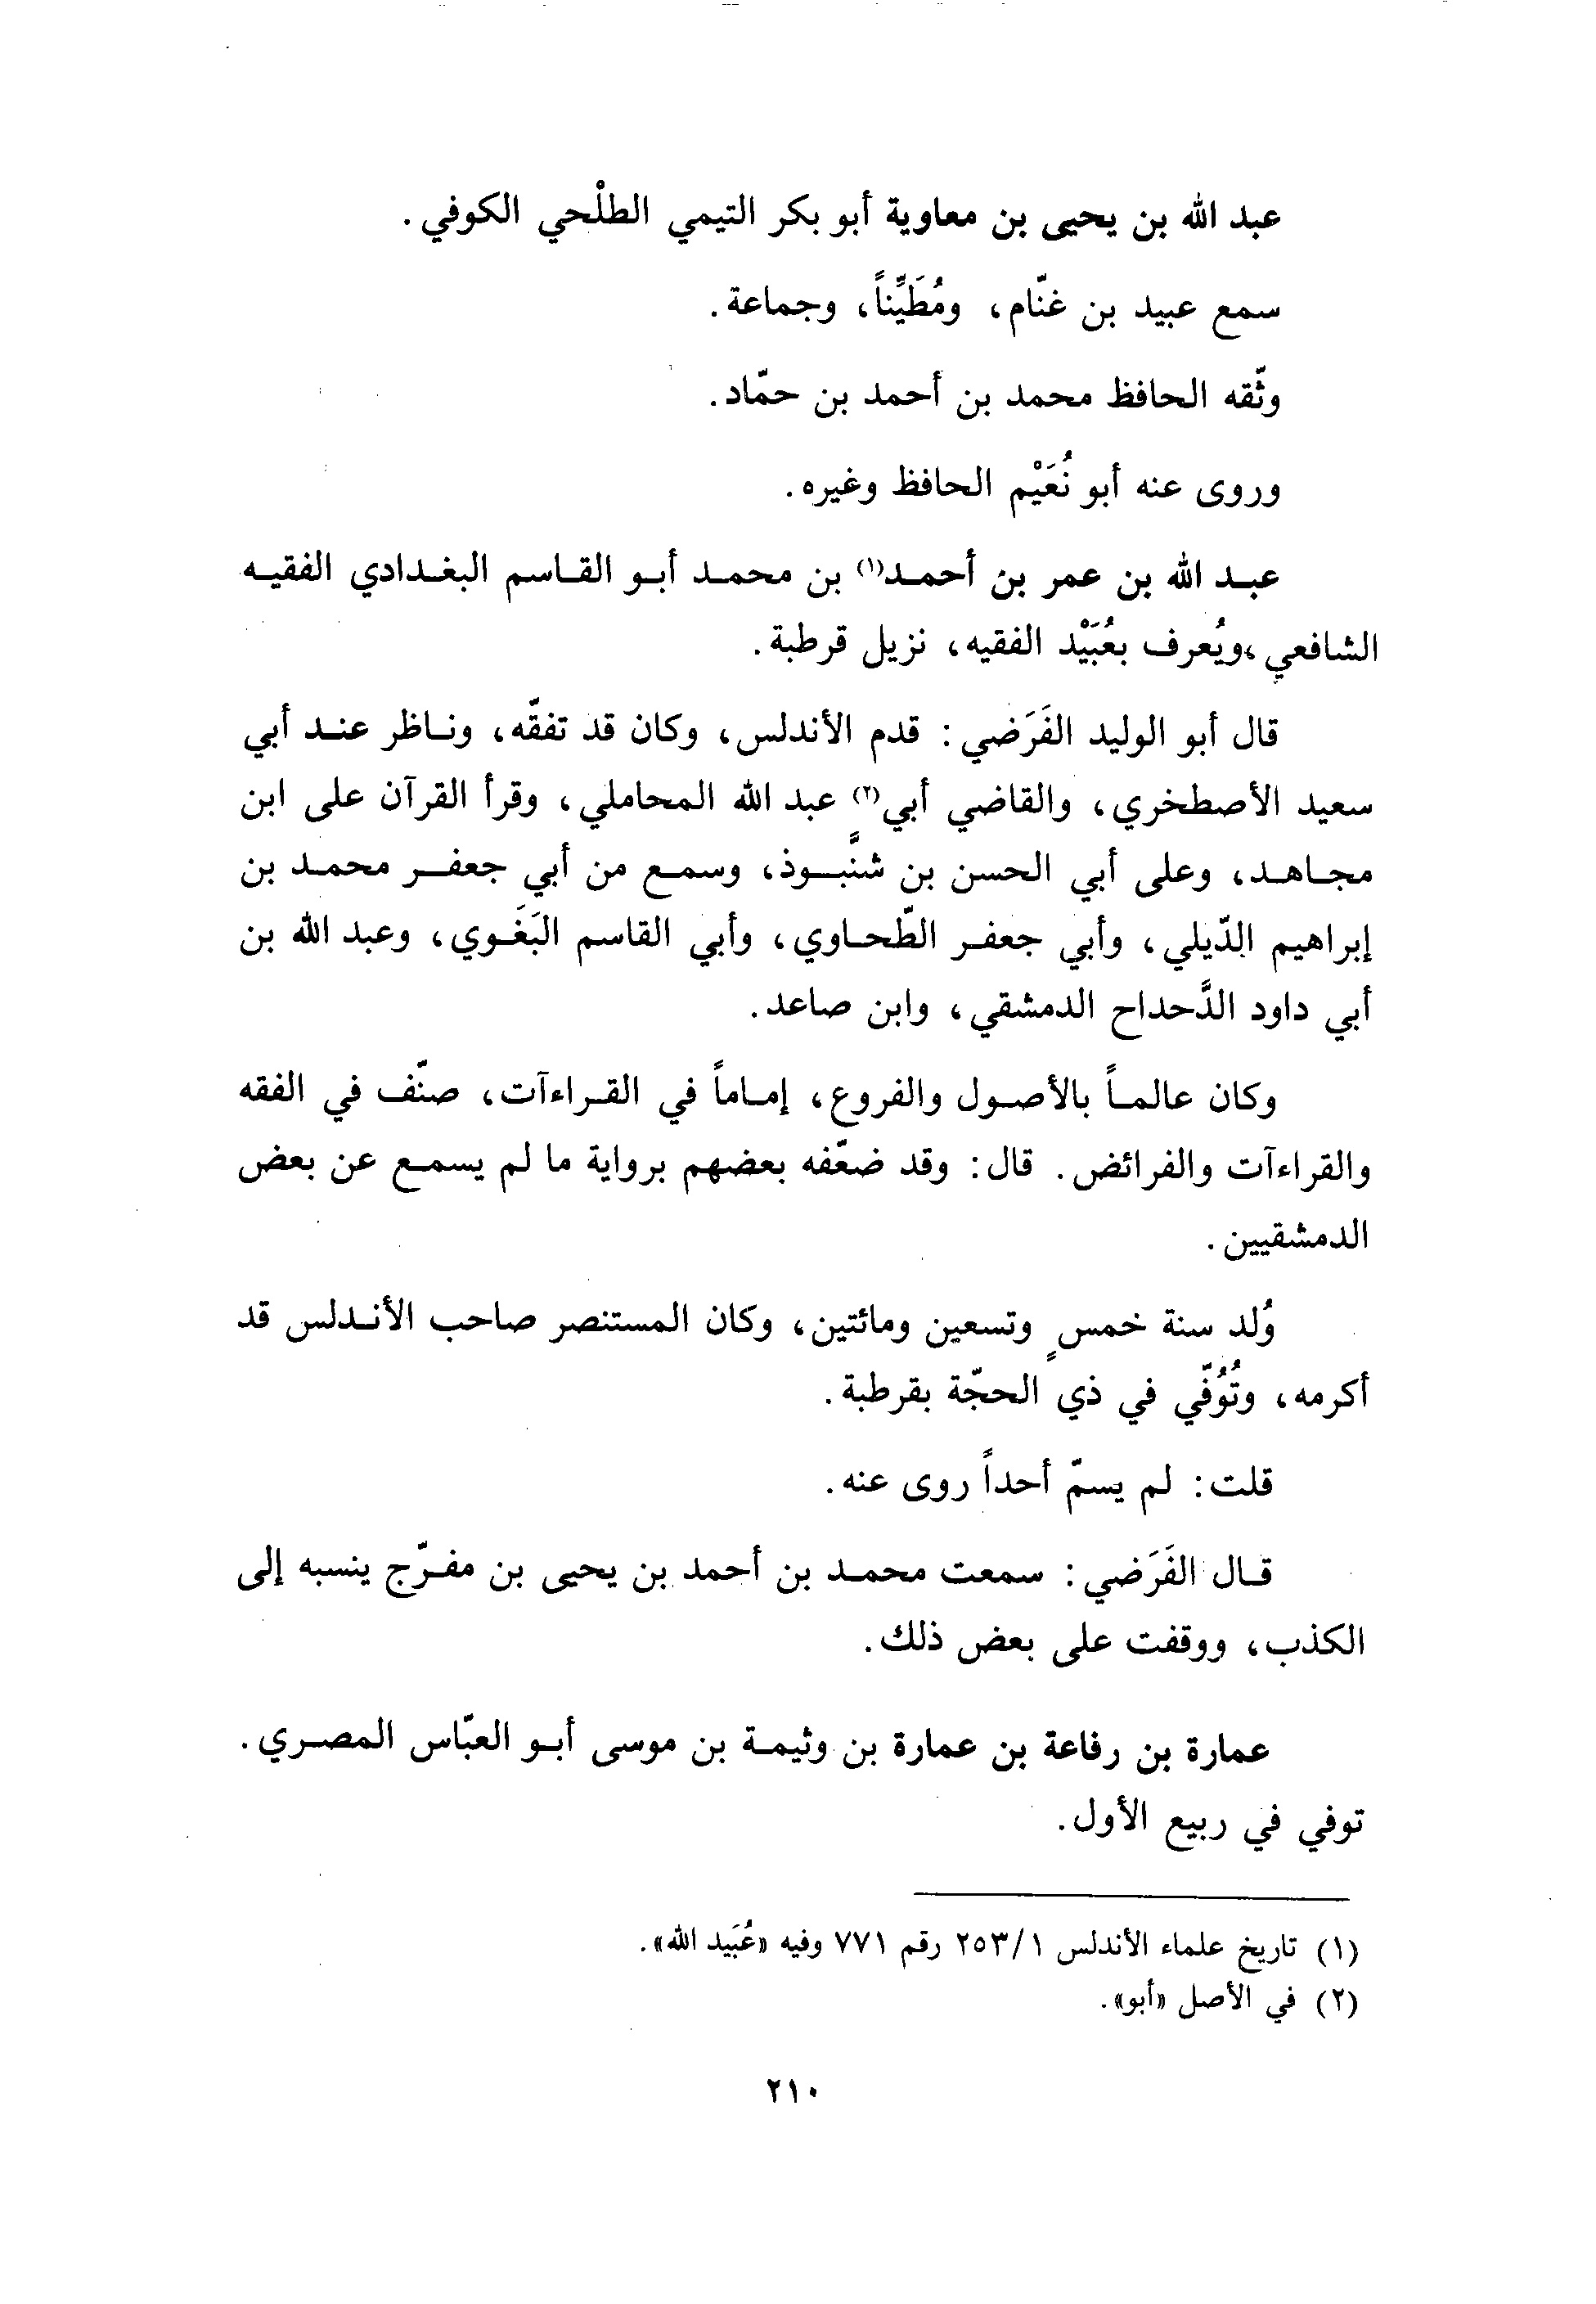 عبد الله بن يحيى بن معاوية أبو بكر التيمي الطلْحي الكوفي.
سمع عبيد بن غنّام، ومُطَيَّناً، وجماعة.
وثّقه الحافظ محمد بن أحمد بن حمّاد.
وروى عنه أبو نُعَيْم الحافظ وغيره.
عبد الله بن عمر بن أحمد(١) بن محمد أبو القاسم البغدادي الفقيه
الشافعي، ويُعرف بعُبَيْد الفقيه، نزيل قرطبة.
قال أبو الوليد الفَرَضي: قدم الأندلس، وكان قد تفقّه، وناظر عند أبي
سعيد الأصطخري، والقاضي أبي(٢) عبد الله المحاملي، وقرأ القرآن على ابن
مجاهد، وعلى أبي الحسن بن شنَّبوذ، وسمع من أبي جعفر محمد بن
إبراهيم الدّيلي، وأبي جعفر الطّحاوي، وأبي القاسم البَغَوي، وعبد الله بن
أبي داود الدَّحداح الدمشقي، وابن صاعد.
وكان عالماً بالأصول والفروع، إماماً في القراءآت، صنّف في الفقه
والقراءآت والفرائض. قال: وقد ضعّفه بعضهم برواية ما لم يسمع عن بعض
الدمشقيين.
وُلد سنة خمسٍ وتسعين ومائتين، وكان المستنصر صاحب الأندلس قد
أكرمه، وتُوُفّي في ذي الحجّة بقرطبة.
قلت: لم يسمّ أحداً روى عنه.
قال الفَرَضي: سمعت محمد بن أحمد بن يحيى بن مفرّج ينسبه إلى
الكذب، ووقفت على بعض ذلك.
عمارة بن رفاعة بن عمارة بن وثيمة بن موسى أبو العبّاس المصري.
توفي في ربيع الأول.
(١) تاريخ علماء الأندلس ٢٥٣/١ رقم ٧٧١ وفيه «عُبَيد الله».
(٢) في الأصل «أبو».
٢١٠